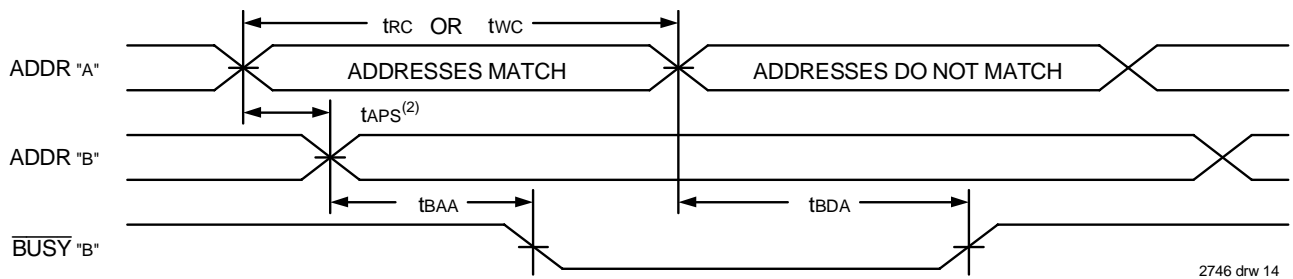 tRC OR tWC
ADDR "A"
ADDRESSES MATCH
ADDRESSES DO NOT MATCH
tAPS(2)
ADDR "B"
tBAA
tBDA
BUSY "B"
2746 drw 14